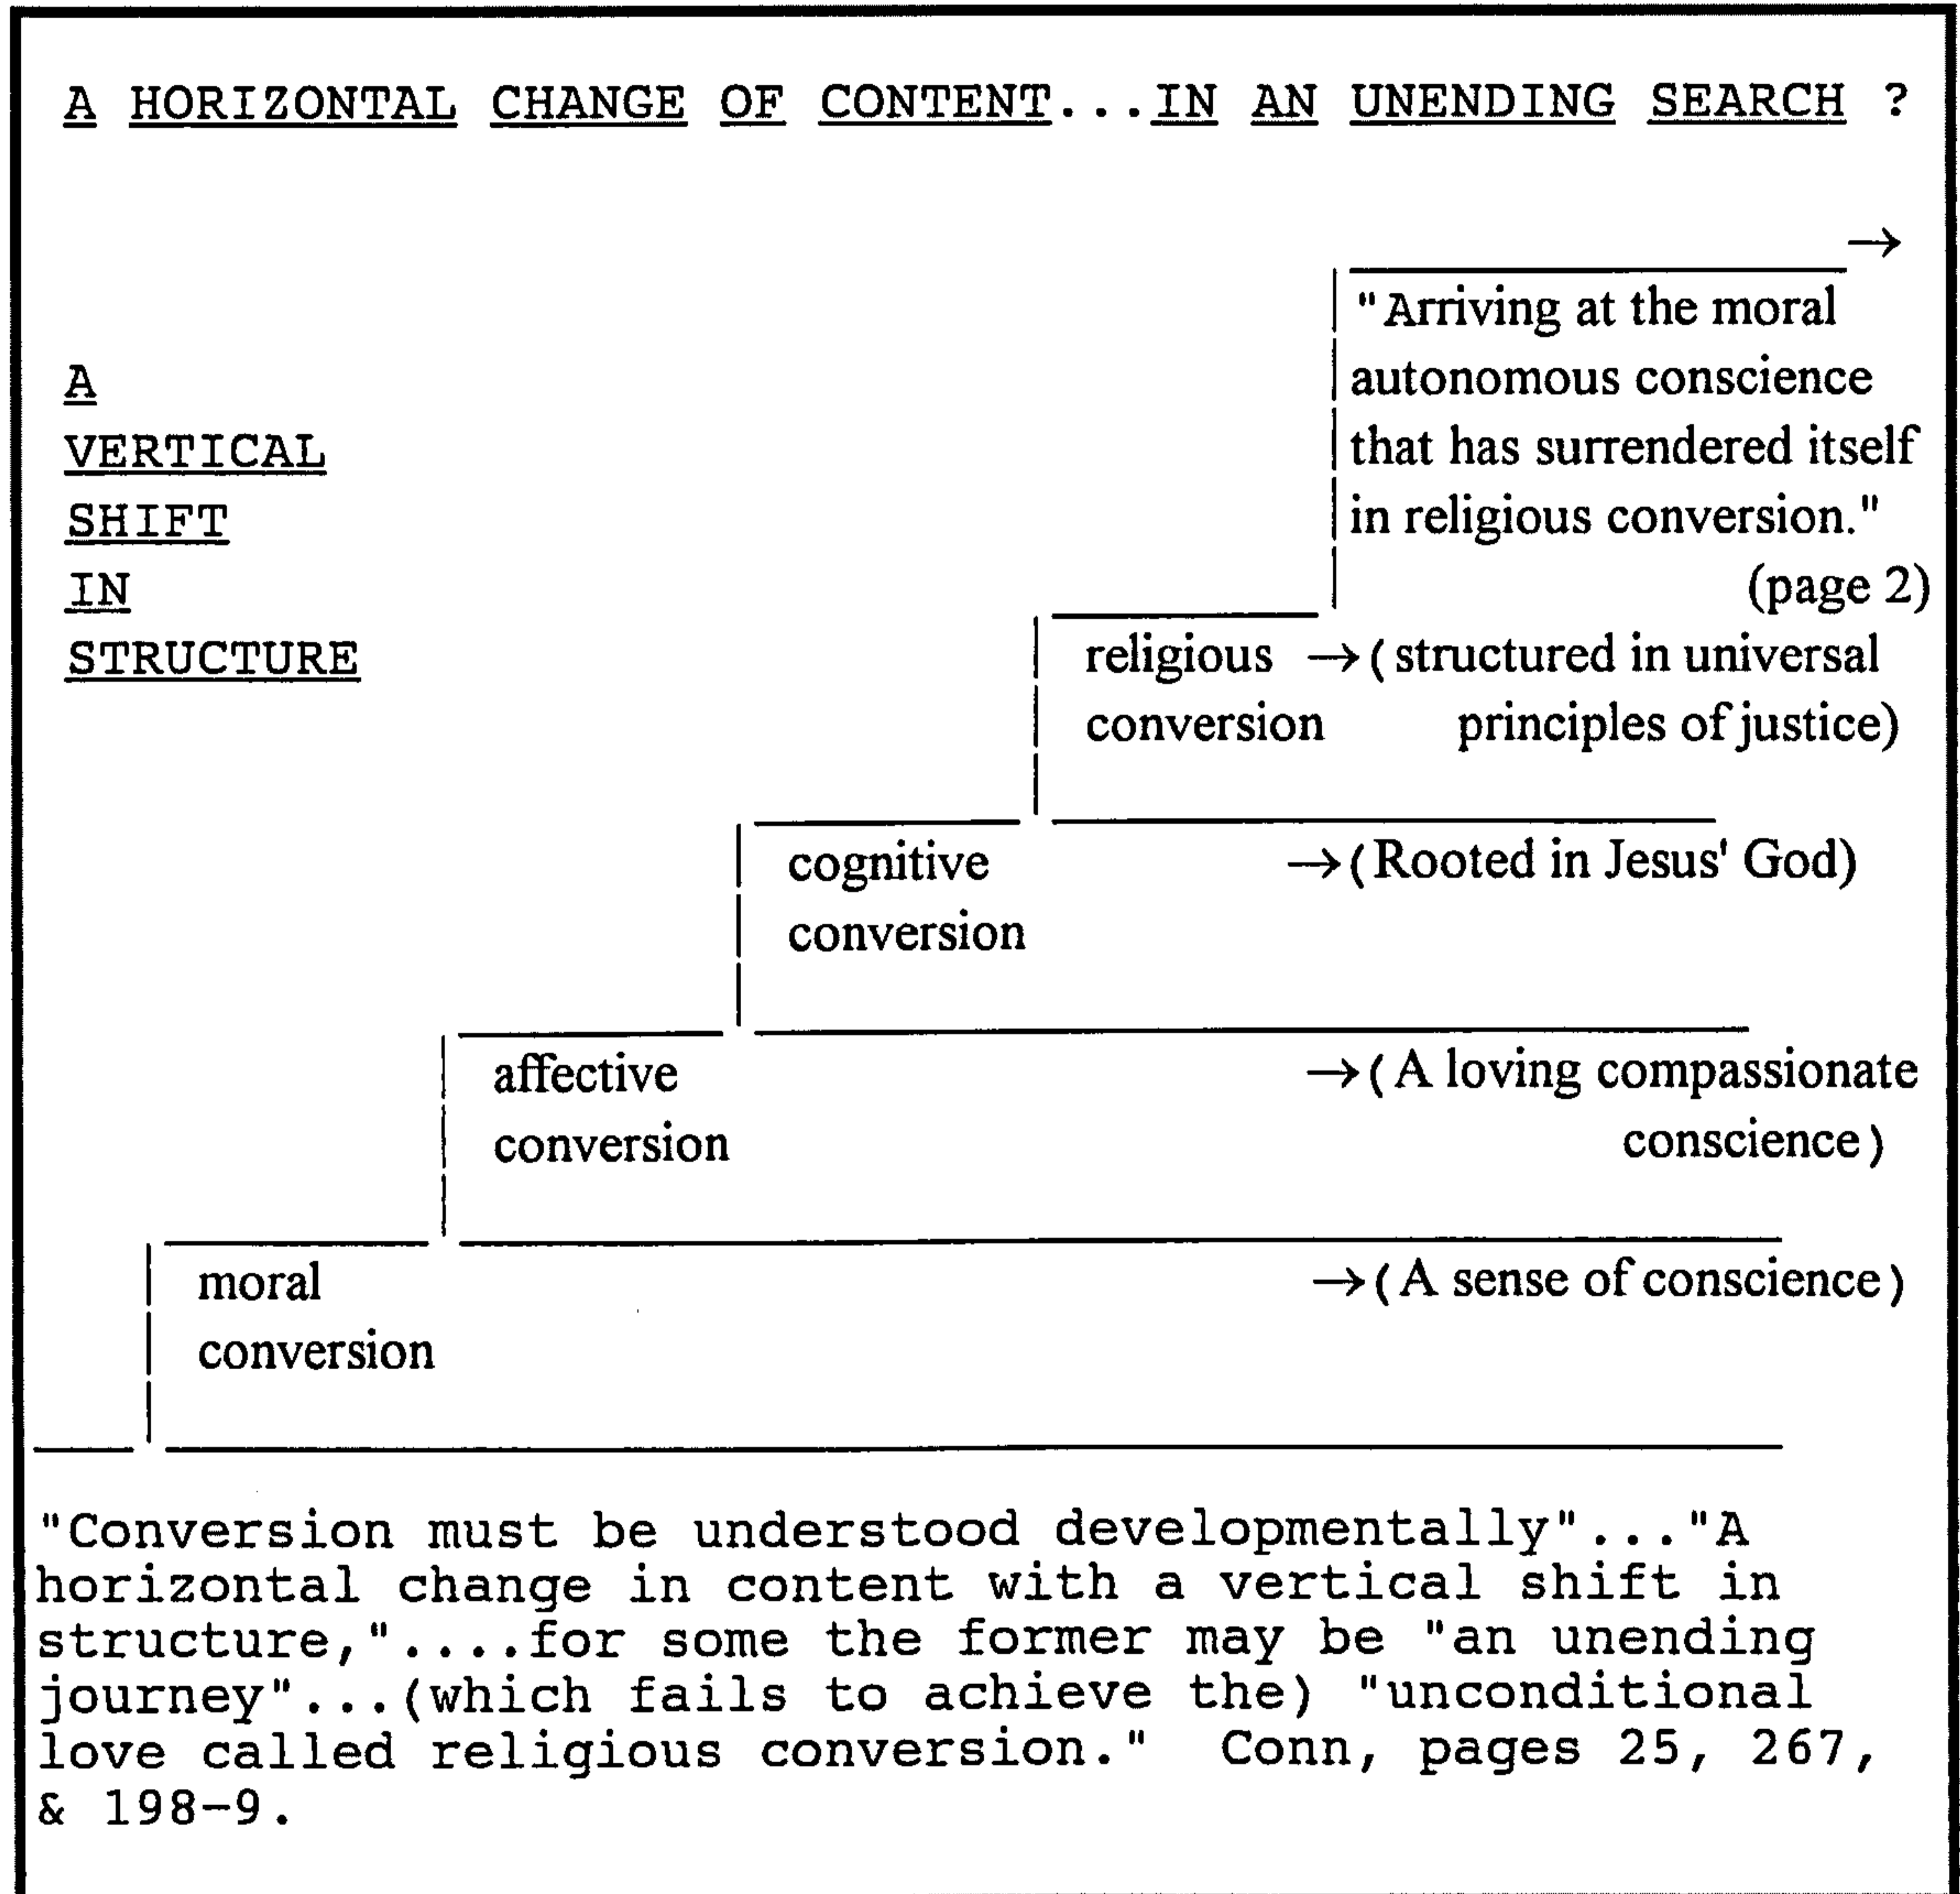 A HORIZONTAL CHANGE OF CONTENT...IN AN UNENDING SEARCH ?
→
"Arriving at the moral
autonomous conscience
that has surrendered itself
in religious conversion."
(page 2)
A
VERTICAL
SHIFT
IN
STRUCTURE
religious →(structured in universal
conversion principles of justice)
cognitive →(Rooted in Jesus' God)
conversion
affective →(A loving compassionate
conversion conscience)
moral →(A sense of conscience)
conversion
"Conversion must be understood developmentally"..."A
horizontal change in content with a vertical shift in
structure,"....for some the former may be "an unending
journey"...(which fails to achieve the) "unconditional
love called religious conversion." Conn, pages 25, 267,
& 198-9.